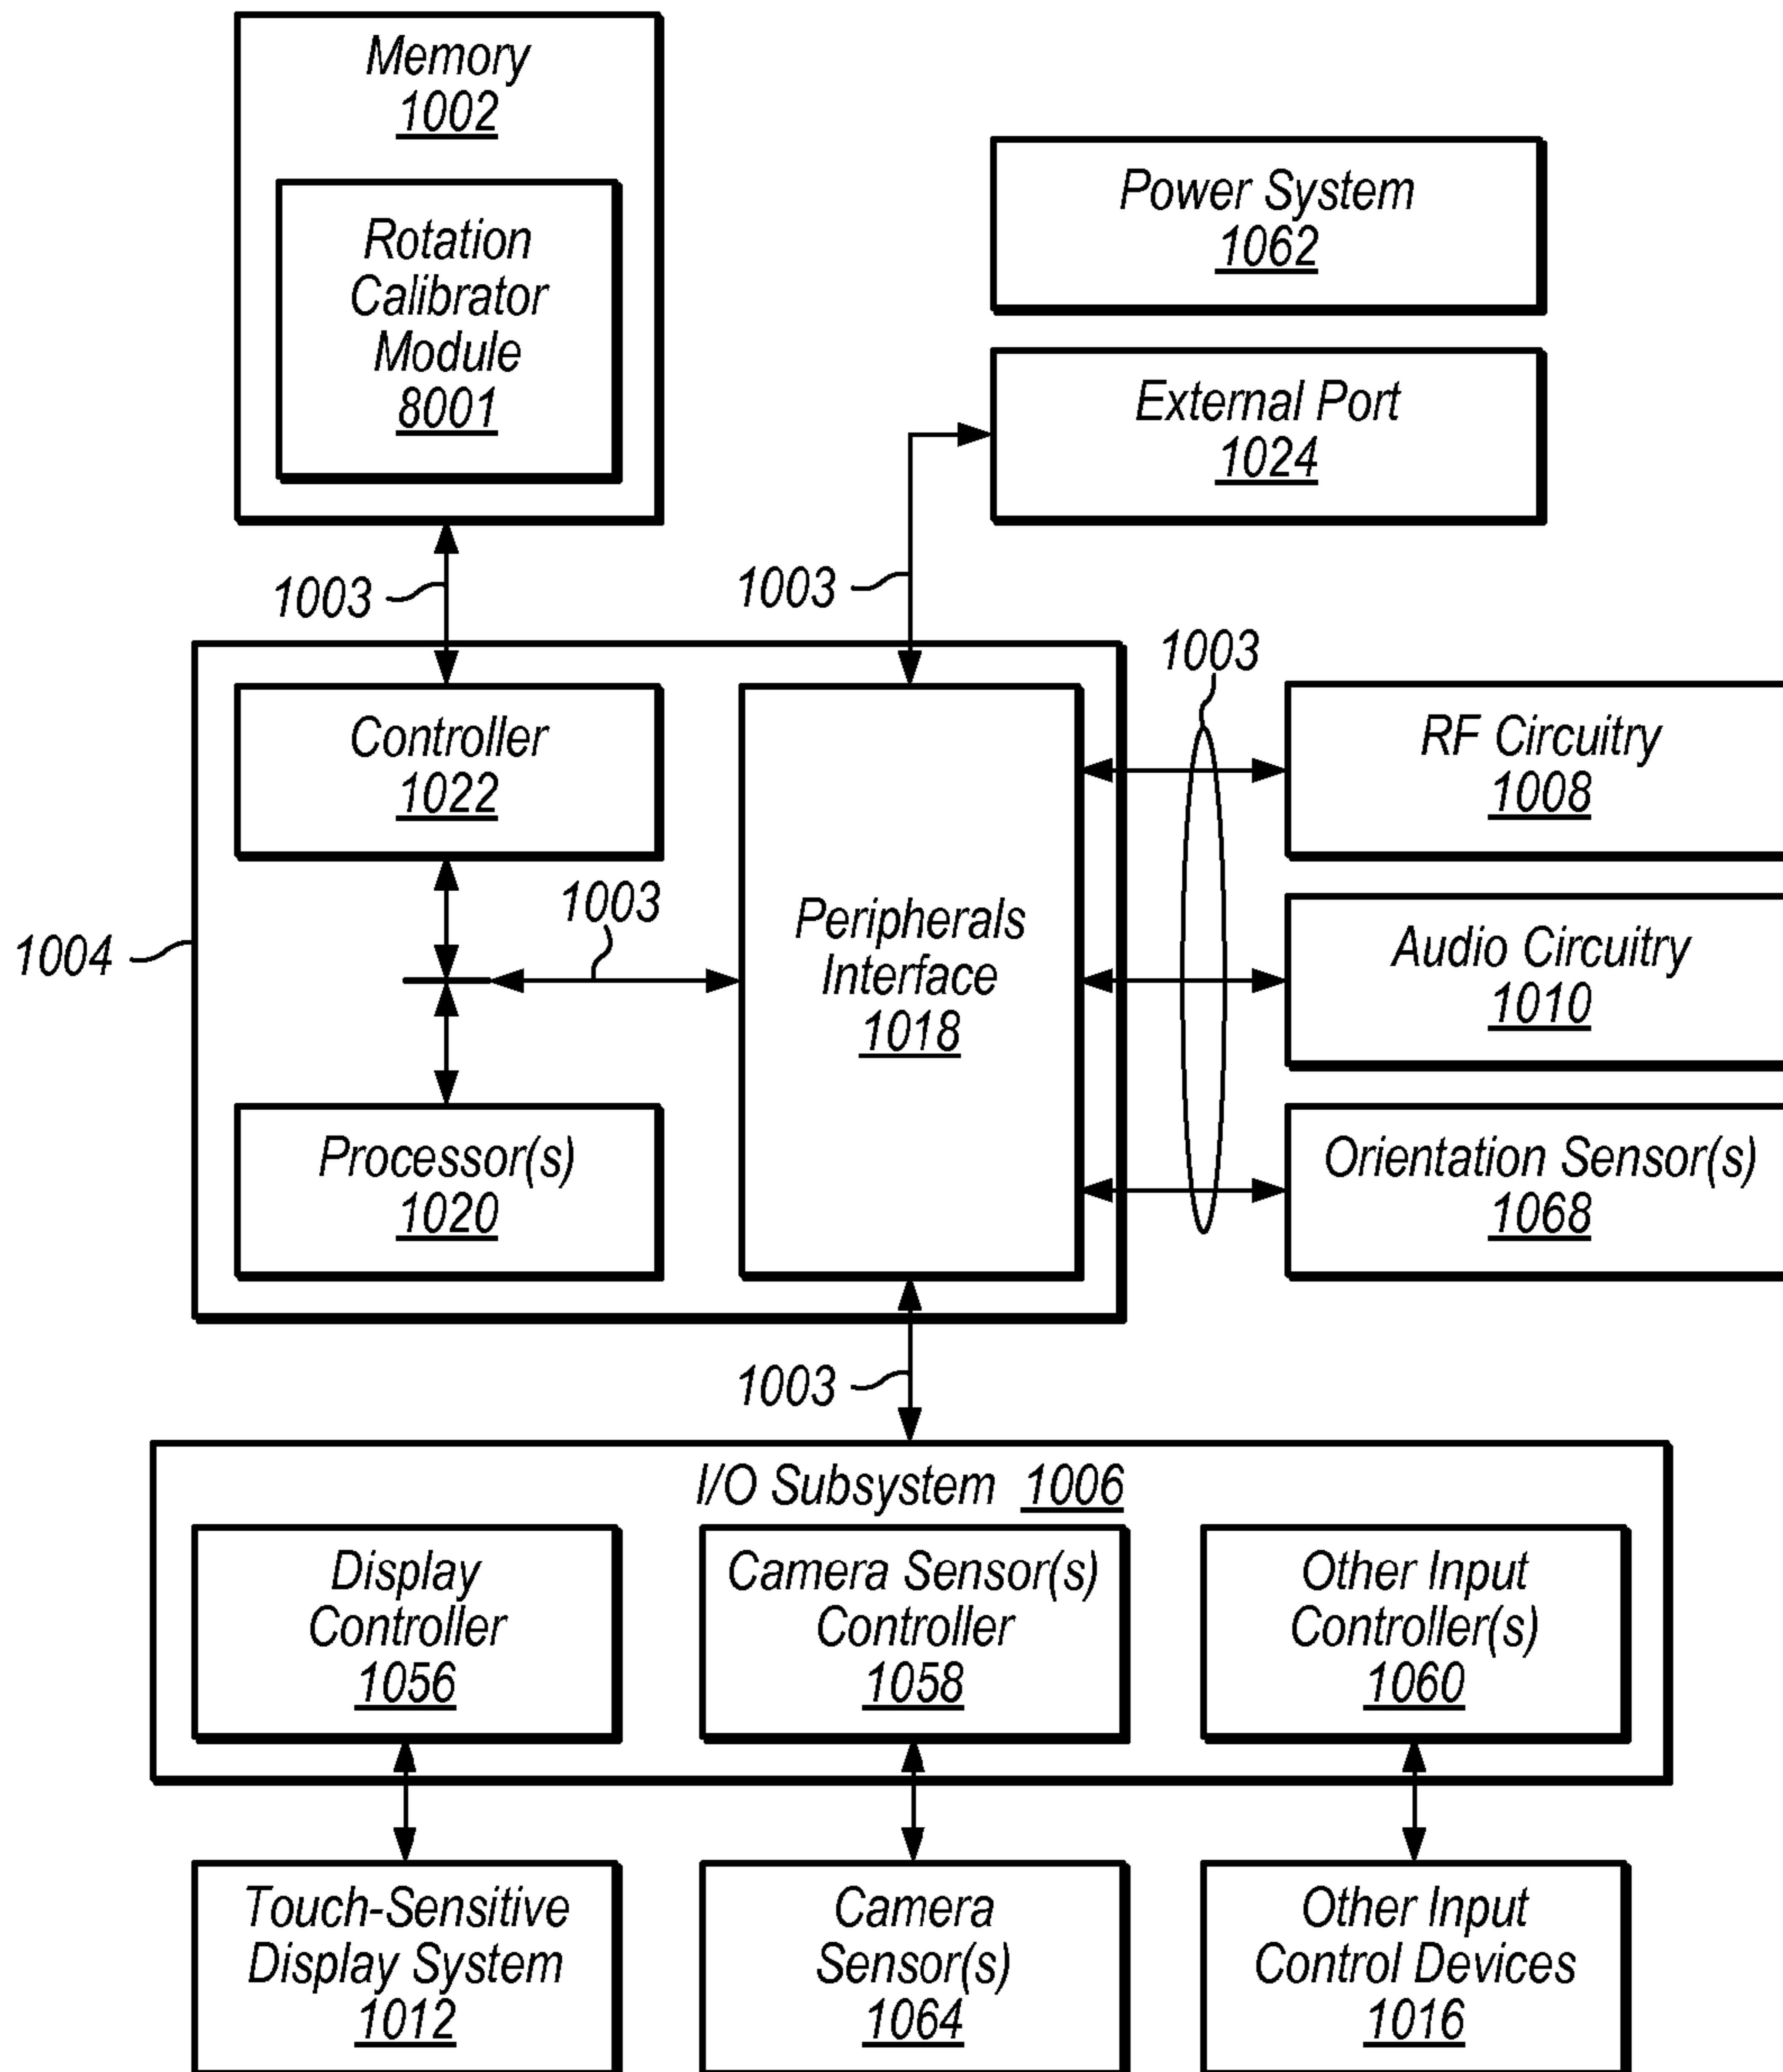 Memory
1002
Rotation
Calibrator
Module
8001
Power System
1062
External Port
1024
1003
1003
1003
Controller
1022
RF Circuitry
1008
1003
Peripherals
Interface
1018
1004
Audio Circuitry
1010
Processor(s)
1020
Orientation Sensor(s)
1068
1003
I/O Subsystem 1006
Display
Controller
1056
Camera Sensor(s)
Controller
1058
Other Input
Controller(s)
1060
Touch-Sensitive
Display System
1012
Camera
Sensor(s)
1064
Other Input
Control Devices
1016